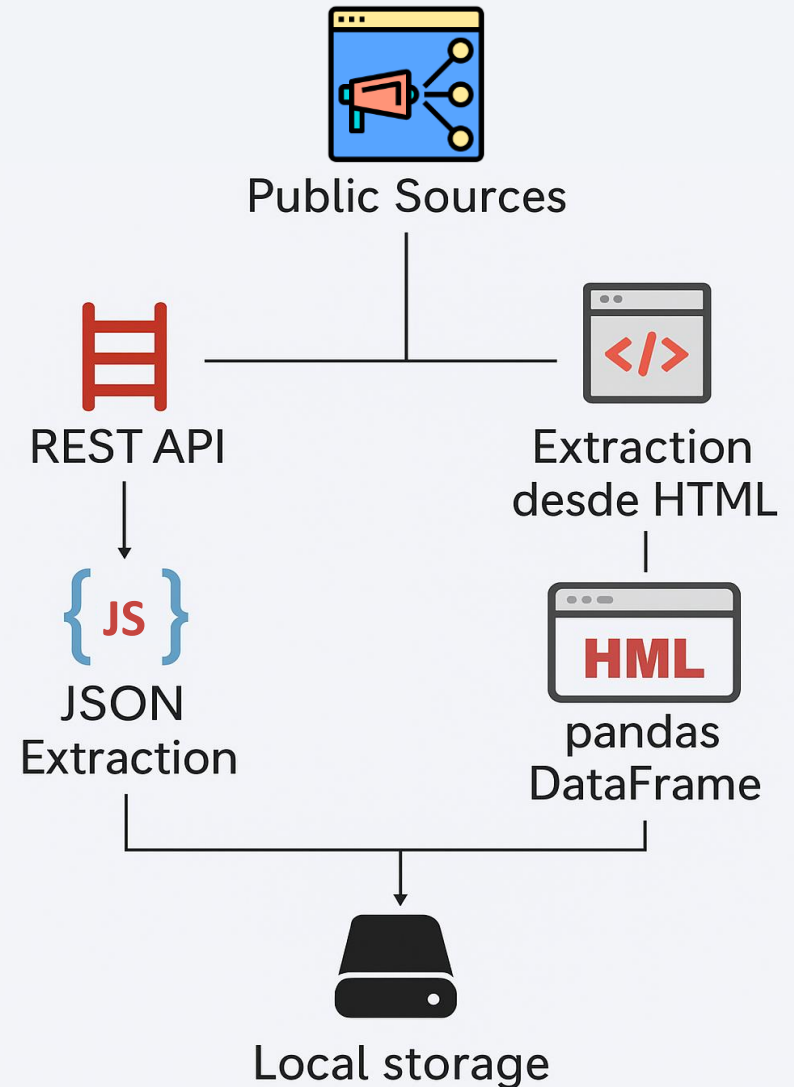 Public Sources
REST API
Extraction
desde HTML
{JS}
JSON
Extraction
HML
pandas
DataFrame
Local storage